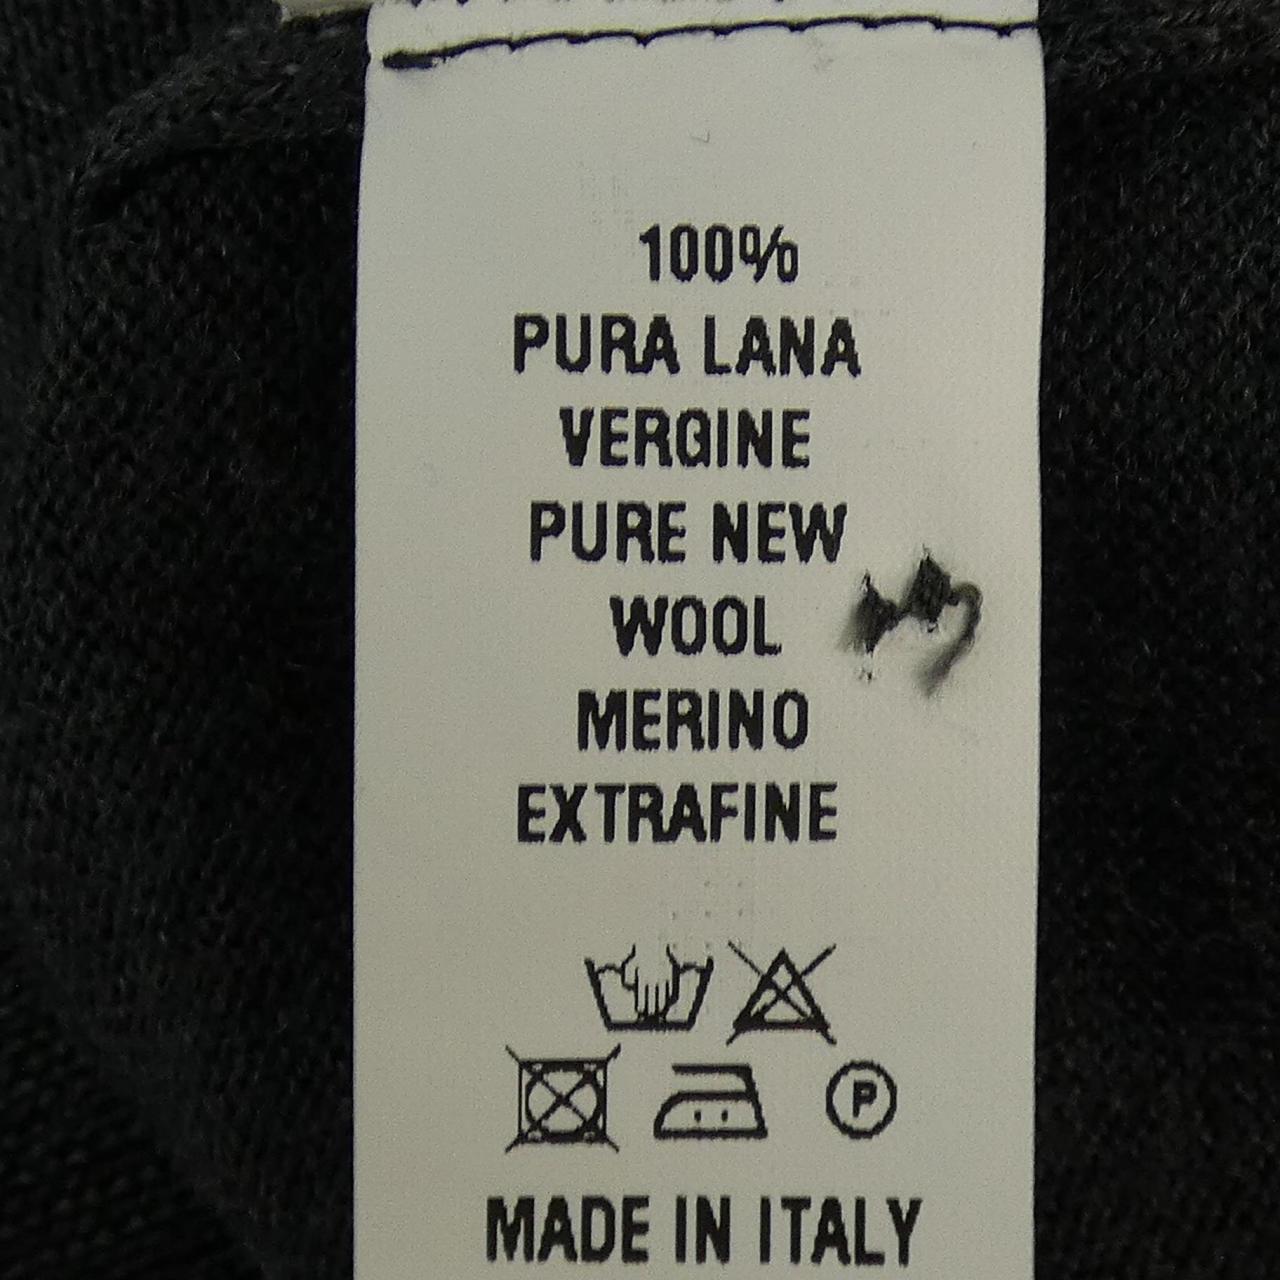 100%
PURA LANA
VERGINE
PURE NEW
WOOL
MERINO
EXTRAFINE
P
MADE IN ITALY